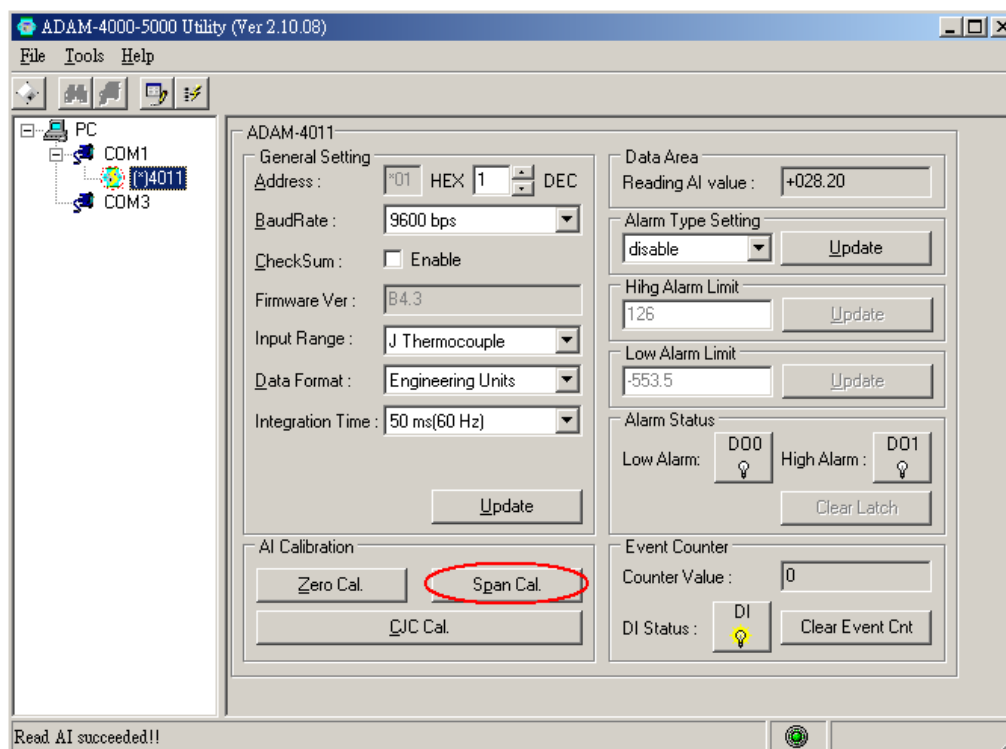 ADAM-4000-5000 Utility (Ver 2.10.08)
File Tools Help
PC
COM1
(*)4011
COM3
ADAM-4011
General Setting
Address : *01 HEX 1 DEC
BaudRate : 9600 bps
CheckSum : Enable
Firmware Ver : B4.3
Input Range : J Thermocouple
Data Format : Engineering Units
Integration Time : 50 ms(60 Hz)
Update
AI Calibration
Zero Cal. Span Cal.
CJC Cal.
Data Area
Reading AI value : +028.20
Alarm Type Setting
disable Update
Hihg Alarm Limit
126 Update
Low Alarm Limit
-553.5 Update
Alarm Status
Low Alarm: DO0 High Alarm : DO1
Clear Latch
Event Counter
Counter Value : 0
DI Status : DI Clear Event Cnt
Read AI succeeded!!